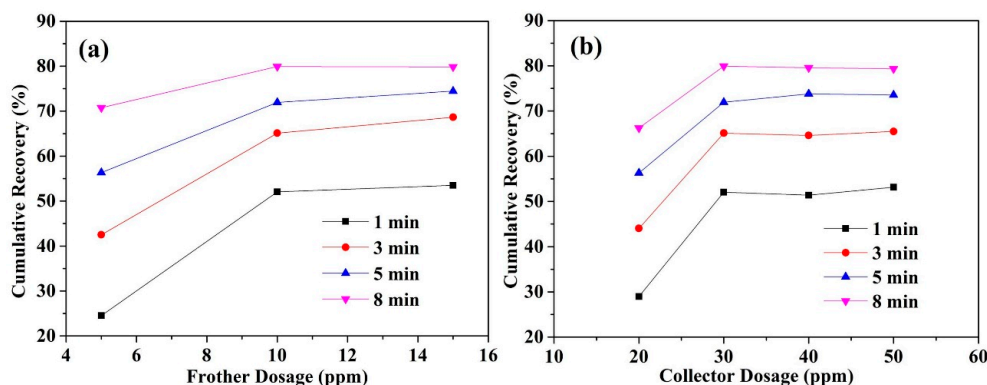 (a)
Cumulative Recovery (%)
90
80
70
60
50
40
30
20
1 min
3 min
5 min
8 min
4 6 8 10 12 14 16
Frother Dosage (ppm)
(b)
Cumulative Recovery (%)
90
80
70
60
50
40
30
20
1 min
3 min
5 min
8 min
10 20 30 40 50 60
Collector Dosage (ppm)